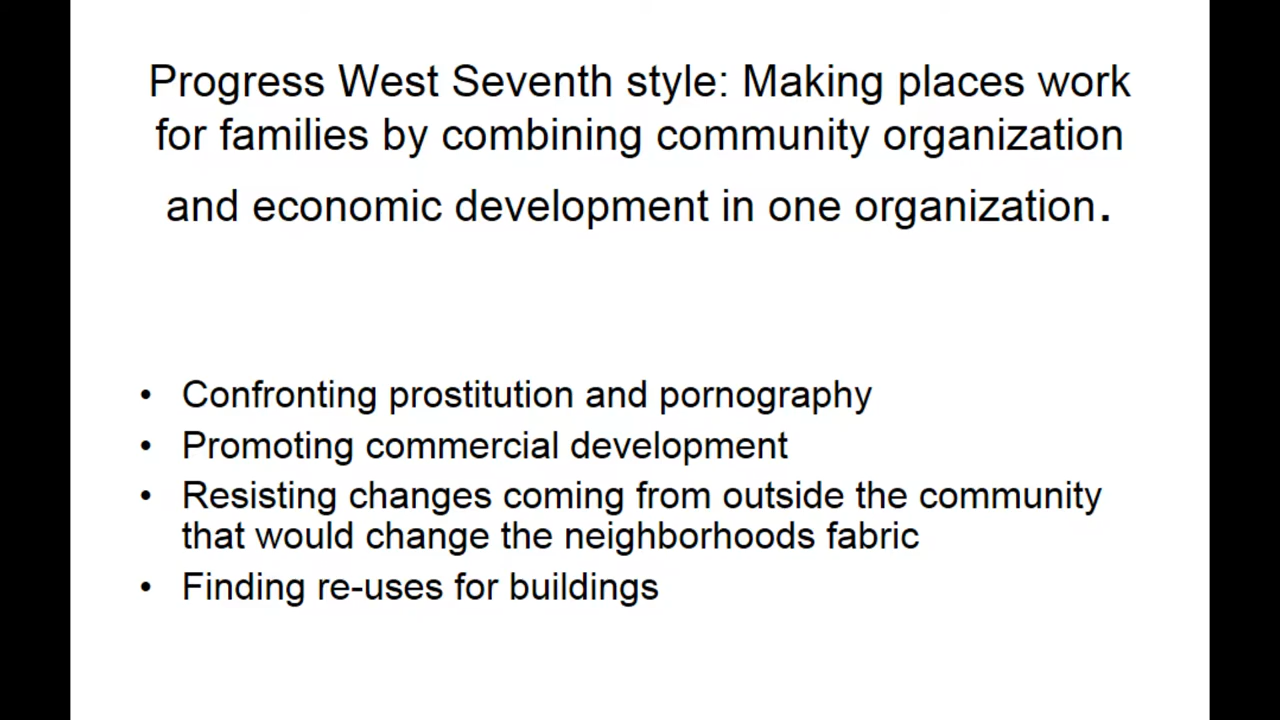 Progress West Seventh style: Making places work
for families by combining community organization
and economic development in one organization.
• Confronting prostitution and pornography
• Promoting commercial development
• Resisting changes coming from outside the community
that would change the neighborhoods fabric
• Finding re-uses for buildings